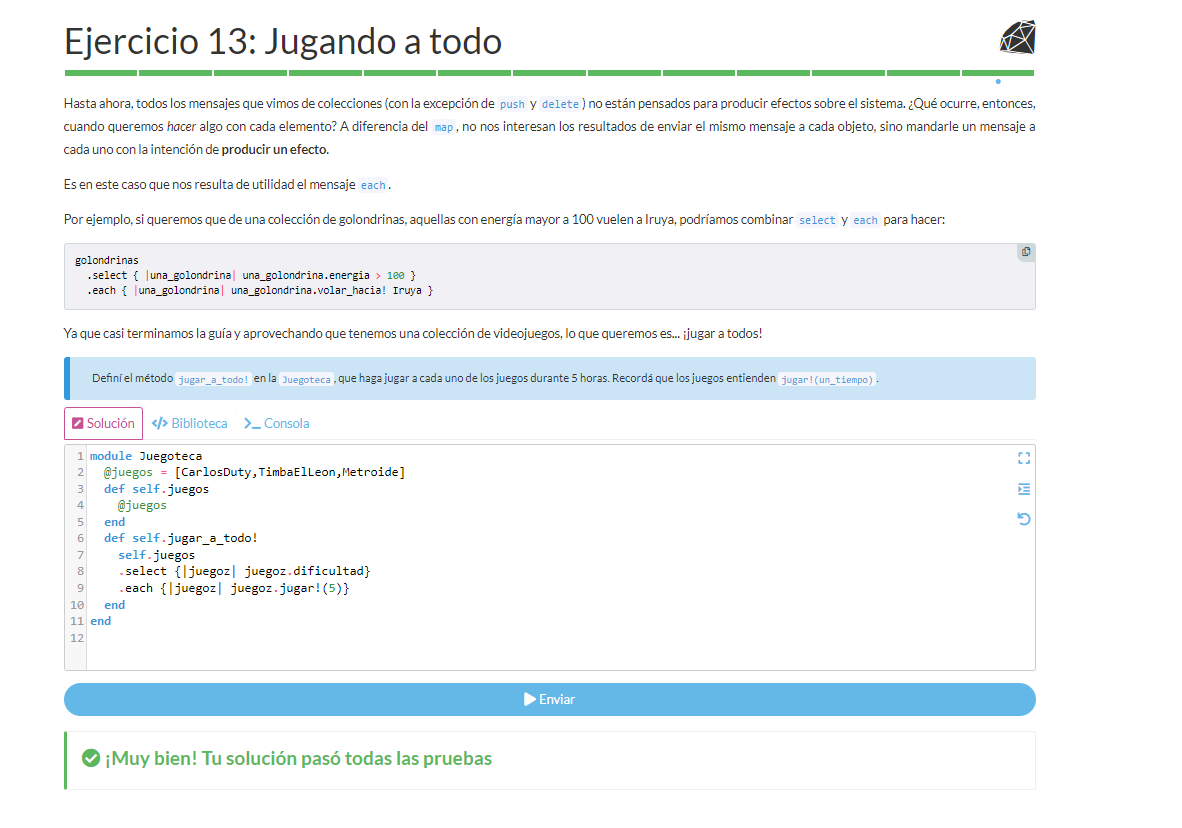 Ejercicio 13: Jugando a todo
Hasta ahora, todos los mensajes que vimos de colecciones (con la excepción de push y delete) no están pensados para producir efectos sobre el sistema. ¿Qué ocurre, entonces,
cuando queremos hacer algo con cada elemento? A diferencia del map, no nos interesan los resultados de enviar el mismo mensaje a cada objeto, sino mandarle un mensaje a
cada uno con la intención de producir un efecto.
Es en este caso que nos resulta de utilidad el mensaje each.
Por ejemplo, si queremos que de una colección de golondrinas, aquellas con energía mayor a 100 vuelen a Iruya, podríamos combinar select y each para hacer:
golondrinas
.select { |una_golondrina| una_golondrina.energia > 100 }
.each { |una_golondrina| una_golondrina.volar_hacia! Iruya }
Ya que casi terminamos la guía y aprovechando que tenemos una colección de videojuegos, lo que queremos es... ¡jugar a todos!
Definí el método jugar_a_todo! en la Juegoteca, que haga jugar a cada uno de los juegos durante 5 horas. Recordá que los juegos entienden jugar!(un_tiempo).
Solución Biblioteca Consola
1 module Juegoteca
2 @juegos = [CarlosDuty,TimbaElLeon,Metroide]
3 def self.juegos
4 @juegos
5 end
6 def self.jugar_a_todo!
7 self.juegos
8 .select {|juegoz| juegoz.dificultad}
9 .each {|juegoz| juegoz.jugar!(5)}
10 end
11 end
12
Enviar
¡Muy bien! Tu solución pasó todas las pruebas